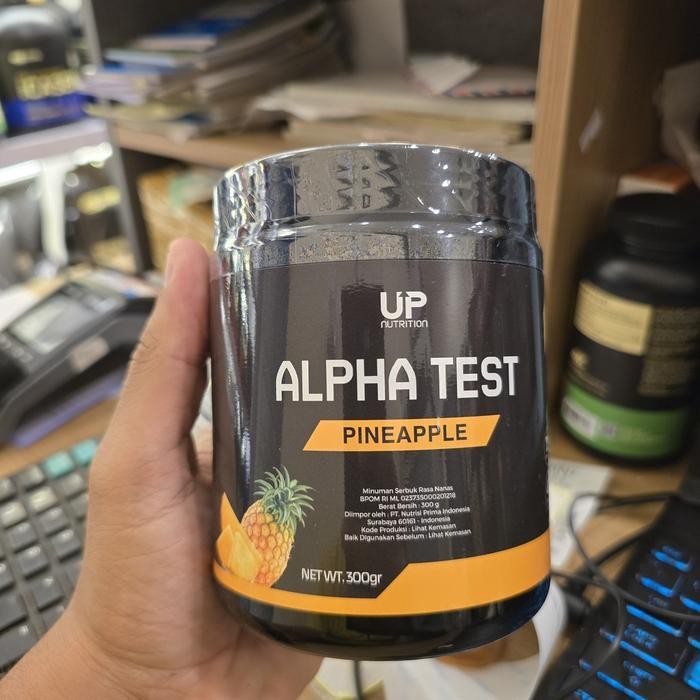 UP
NUTRITION
ALPHA TEST
PINEAPPLE
Minuman Serbuk Rasa Nanas
BPOM RI ML 023735000201218
Berat Bersih : 300 g
Diimpor oleh : PT. Nutrisi Prima Indonesia
Surabaya 60161 - Indonesia
Kode Produksi : Lihat Kemasan
Baik Digunakan Sebelum : Lihat Kemasan
NET WT. 300gr